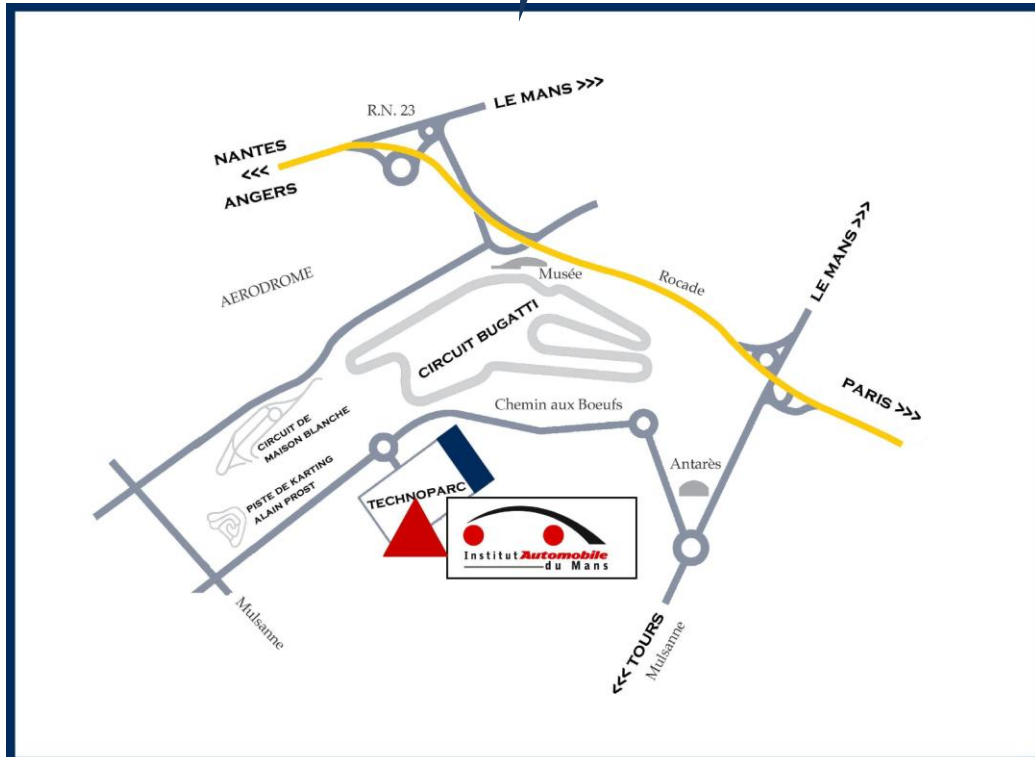 R.N. 23
LE MANS >>>
NANTES
<<<
ANGERS
AERODROME
Musée
Rocade
LE MANS >>>
CIRCUIT BUGATTI
PARIS >>>
Chemin aux Boeufs
CIRCUIT DE
MAISON BLANCHE
Antarès
PISTE DE KARTING
ALAIN PROST
TECHNOPARC
Institut Automobile
du Mans
Mulsanne
<<< TOURS
Mulsanne